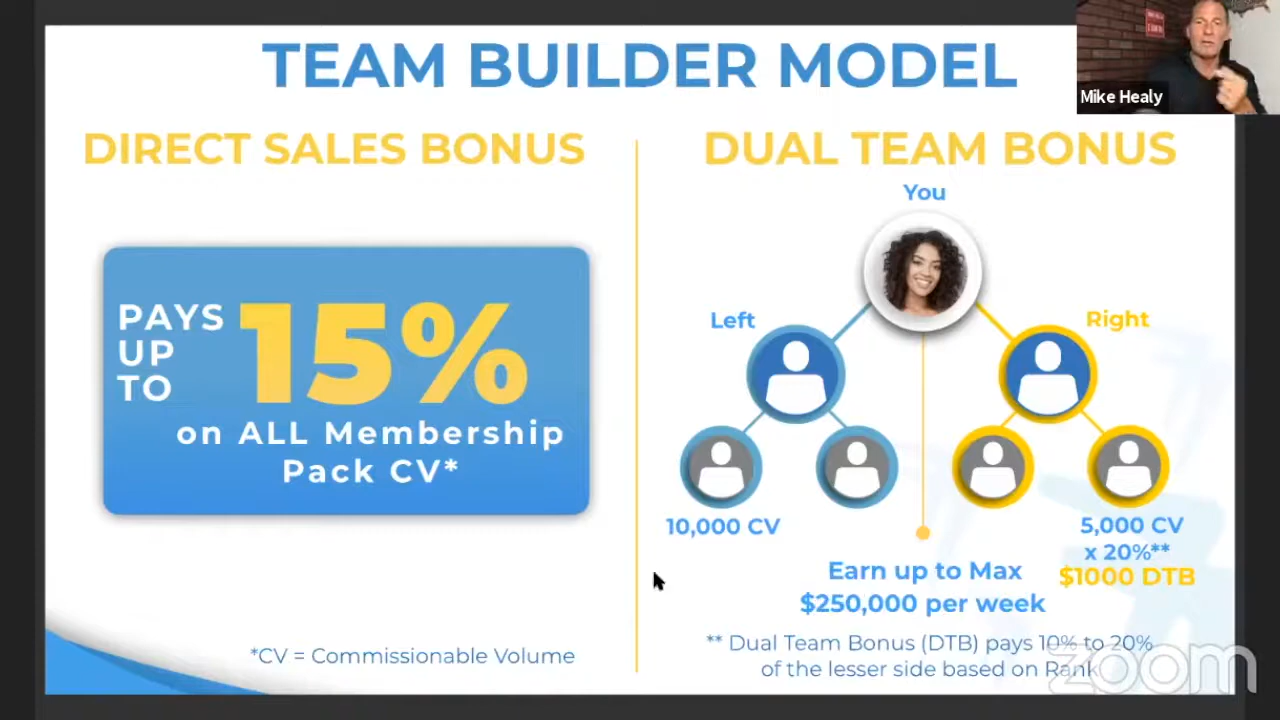 TEAM BUILDER MODEL
Mike Healy
DIRECT SALES BONUS
PAYS
UP
TO
15%
on ALL Membership
Pack CV*
*CV = Commissionable Volume
DUAL TEAM BONUS
You
Left
Right
10,000 CV
5,000 CV
x 20%**
$1000 DTB
Earn up to Max
$250,000 per week
** Dual Team Bonus (DTB) pays 10% to 20%
of the lesser side based on Rank
zoom